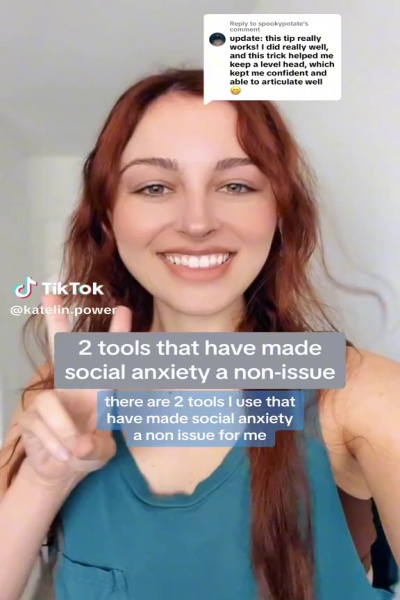 Reply to spookypotate's
comment
update: this tip really
works! I did really well,
and this trick helped me
keep a level head, which
kept me confident and
able to articulate well
😄
TikTok
@katelin.power
2 tools that have made
social anxiety a non-issue
there are 2 tools I use that
have made social anxiety
a non issue for me